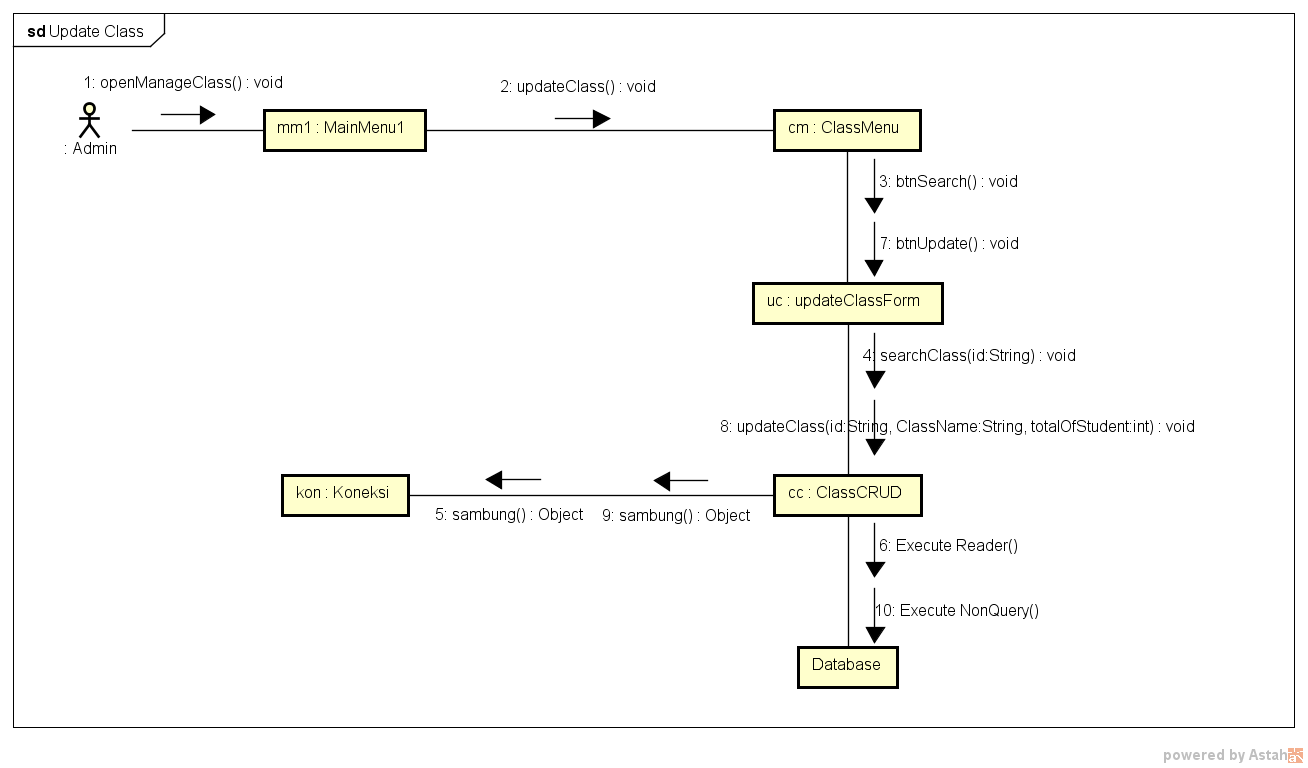 sd Update Class
1: openManageClass() : void
2: updateClass() : void
: Admin
mm1 : MainMenu1
cm : ClassMenu
3: btnSearch() : void
7: btnUpdate() : void
uc : updateClassForm
4: searchClass(id:String) : void
8: updateClass(id:String, ClassName:String, totalOfStudent:int) : void
kon : Koneksi
cc : ClassCRUD
5: sambung() : Object
9: sambung() : Object
6: Execute Reader()
10: Execute NonQuery()
Database
powered by Astah